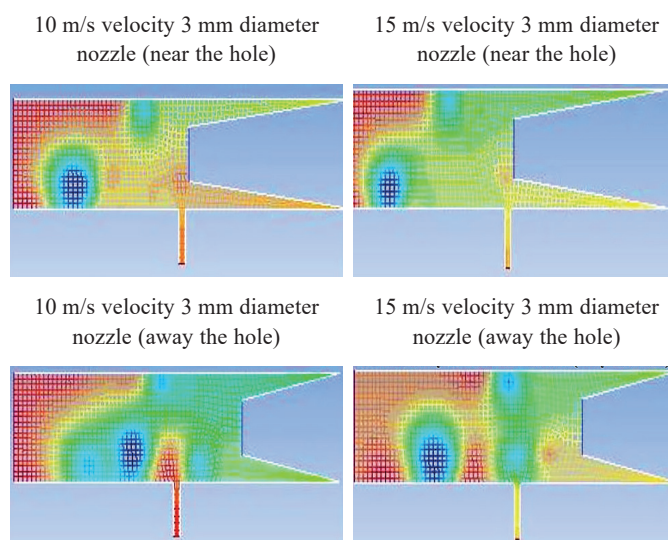 10 m/s velocity 3 mm diameter
nozzle (near the hole)
15 m/s velocity 3 mm diameter
nozzle (near the hole)
10 m/s velocity 3 mm diameter
nozzle (away the hole)
15 m/s velocity 3 mm diameter
nozzle (away the hole)